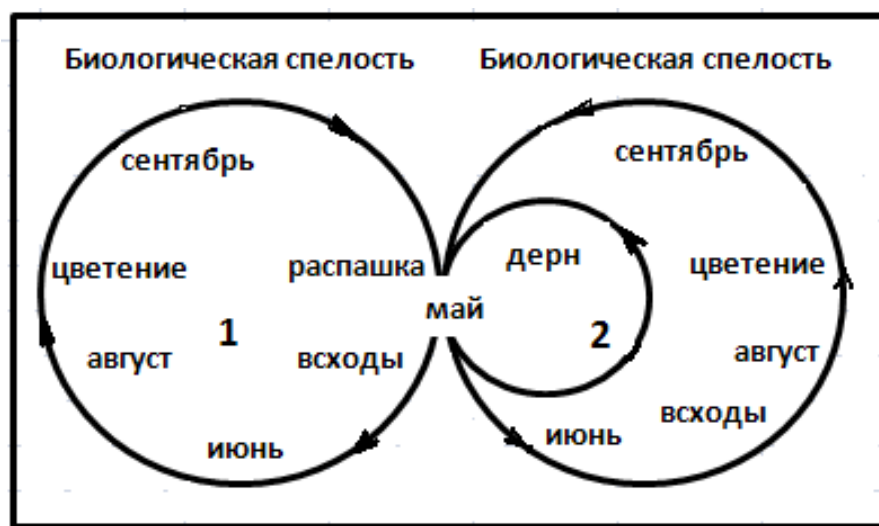 Биологическая спелость
Биологическая спелость
сентябрь
сентябрь
цветение
распашка
дерн
цветение
май
август
1
всходы
2
август
всходы
июнь
июнь